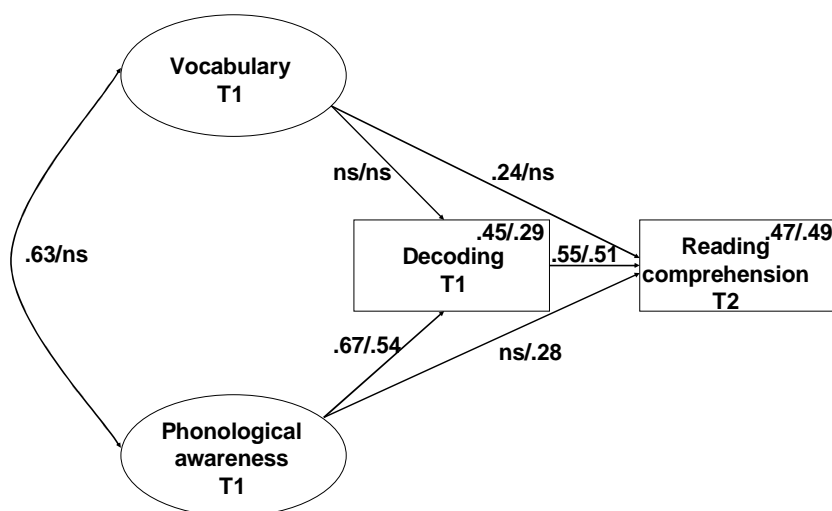 Vocabulary
T1
ns/ns
.24/ns
.63/ns
.45/.29
Decoding
T1
.55/.51
.47/.49
Reading
comprehension
T2
.67/.54
ns/.28
Phonological
awareness
T1